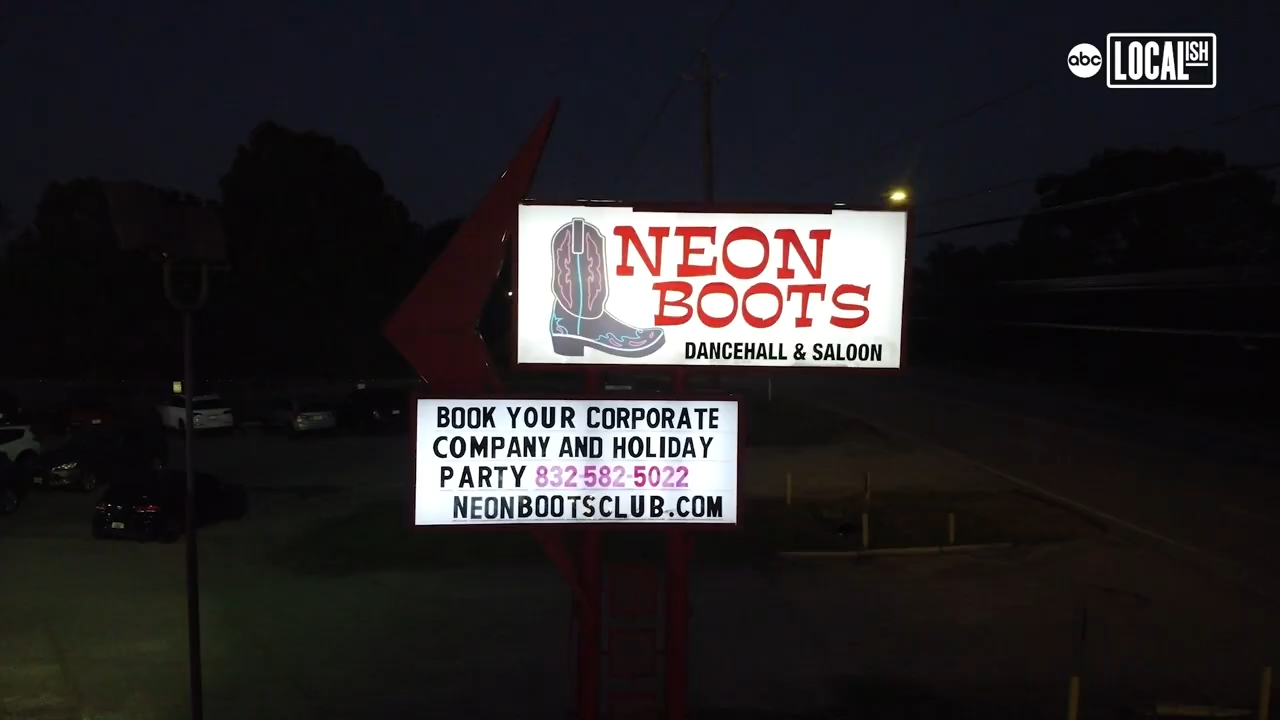 abc LOCALISH
NEON
BOOTS
DANCEHALL & SALOON
BOOK YOUR CORPORATE
COMPANY AND HOLIDAY
PARTY 832-582-5022
NEONBOOTSCLUB.COM